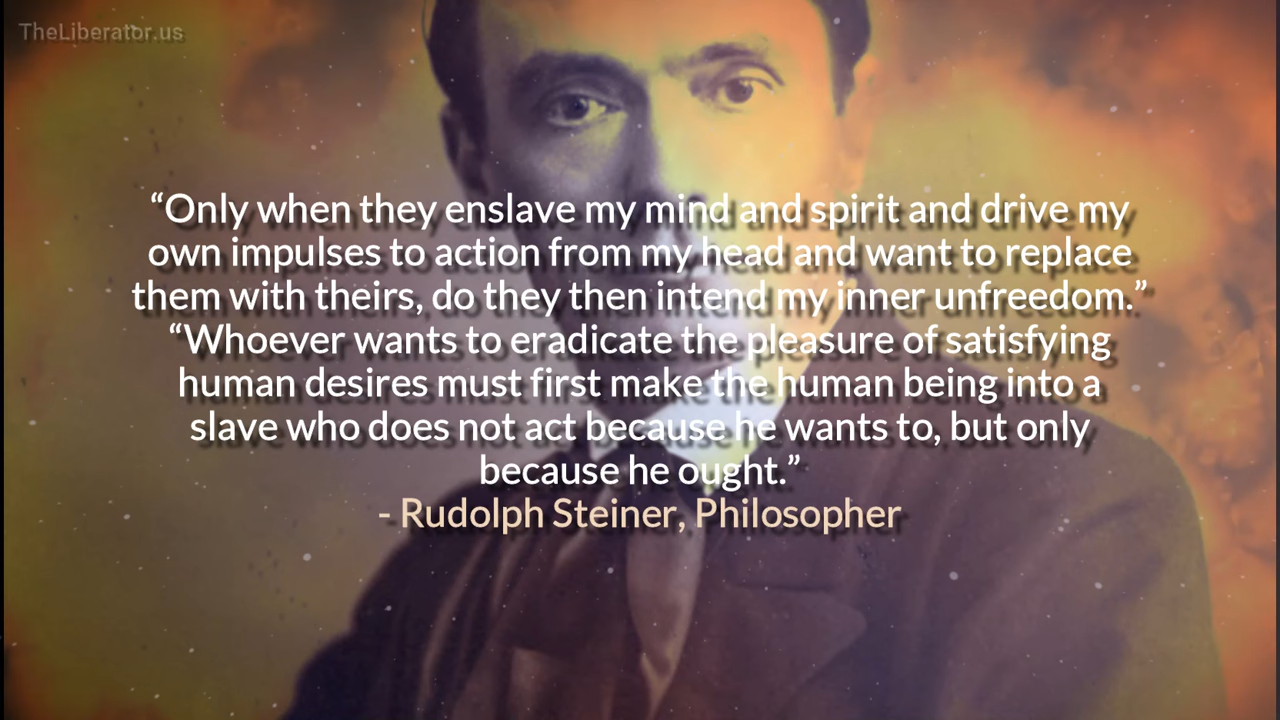 TheLiberator.us
“Only when they enslave my mind and spirit and drive my
own impulses to action from my head and want to replace
them with theirs, do they then intend my inner unfreedom.”
“Whoever wants to eradicate the pleasure of satisfying
human desires must first make the human being into a
slave who does not act because he wants to, but only
because he ought.”
- Rudolph Steiner, Philosopher